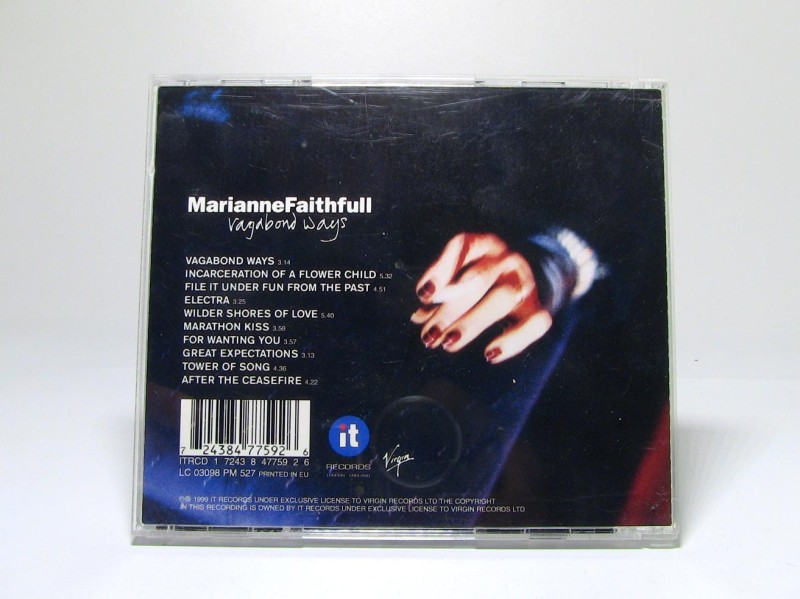 MarianneFaithfull
Vagabond Ways
VAGABOND WAYS 3.14
INCARCERATION OF A FLOWER CHILD 5.32
FILE IT UNDER FUN FROM THE PAST 4.51
ELECTRA 3.25
WILDER SHORES OF LOVE 5.40
MARATHON KISS 3.59
FOR WANTING YOU 3.57
GREAT EXPECTATIONS 3.13
TOWER OF SONG 4.36
AFTER THE CEASEFIRE 4.22
7 24384 77592 6
ITRCD 1 7243 8 47759 2 6
LC 03098 PM 527 PRINTED IN EU
it
RECORDS
LONDON ENGLAND
Virgin
℗© 1999 IT RECORDS UNDER EXCLUSIVE LICENSE TO VIRGIN RECORDS LTD THE COPYRIGHT
IN THIS RECORDING IS OWNED BY IT RECORDS UNDER EXCLUSIVE LICENSE TO VIRGIN RECORDS LTD